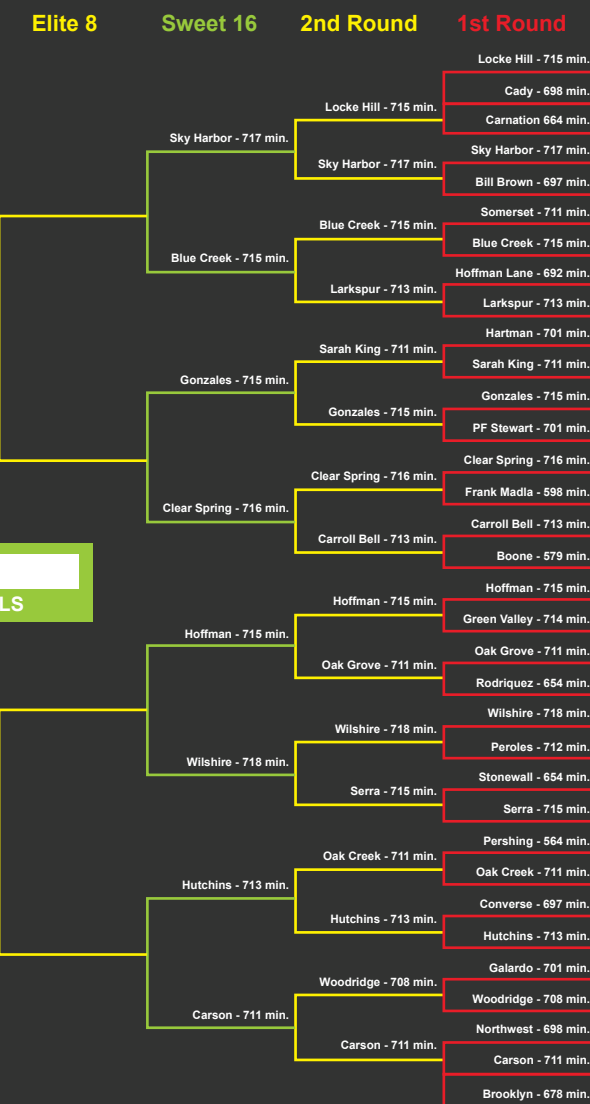 Elite 8 Sweet 16 2nd Round 1st Round
Locke Hill - 715 min.
Cady - 698 min.
Locke Hill - 715 min.
Carnation 664 min.
Sky Harbor - 717 min.
Sky Harbor - 717 min.
Sky Harbor - 717 min.
Bill Brown - 697 min.
Somerset - 711 min.
Blue Creek - 715 min.
Blue Creek - 715 min.
Blue Creek - 715 min.
Hoffman Lane - 692 min.
Larkspur - 713 min.
Larkspur - 713 min.
Hartman - 701 min.
Sarah King - 711 min.
Sarah King - 711 min.
Gonzales - 715 min.
Gonzales - 715 min.
Gonzales - 715 min.
PF Stewart - 701 min.
Clear Spring - 716 min.
Clear Spring - 716 min.
Frank Madla - 598 min.
Clear Spring - 716 min.
Carroll Bell - 713 min.
Carroll Bell - 713 min.
Boone - 579 min.
LS
Hoffman - 715 min.
Hoffman - 715 min.
Green Valley - 714 min.
Hoffman - 715 min.
Oak Grove - 711 min.
Oak Grove - 711 min.
Rodriquez - 654 min.
Wilshire - 718 min.
Wilshire - 718 min.
Peroles - 712 min.
Wilshire - 718 min.
Stonewall - 654 min.
Serra - 715 min.
Serra - 715 min.
Pershing - 564 min.
Oak Creek - 711 min.
Oak Creek - 711 min.
Hutchins - 713 min.
Converse - 697 min.
Hutchins - 713 min.
Hutchins - 713 min.
Galardo - 701 min.
Woodridge - 708 min.
Woodridge - 708 min.
Carson - 711 min.
Northwest - 698 min.
Carson - 711 min.
Carson - 711 min.
Brooklyn - 678 min.